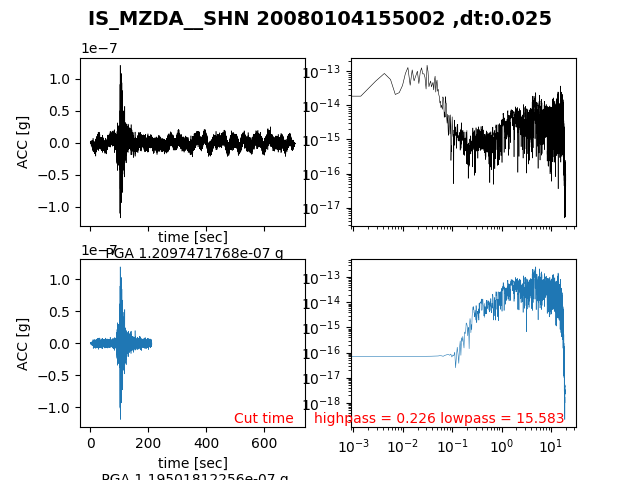 IS_MZDA__SHN 20080104155002 ,dt:0.025
1e−7
ACC [g]
1.0
0.5
0.0
−0.5
−1.0
time [sec]
PGA 1.2097471768e-07 g
10−13
10−14
10−15
10−16
10−17
1e−7
ACC [g]
1.0
0.5
0.0
−0.5
−1.0
0 200 400 600
time [sec]
PGA 1.19501812256e-07 g
Cut time highpass = 0.226 lowpass = 15.583
10−13
10−14
10−15
10−16
10−17
10−18
10−3 10−2 10−1 100 101